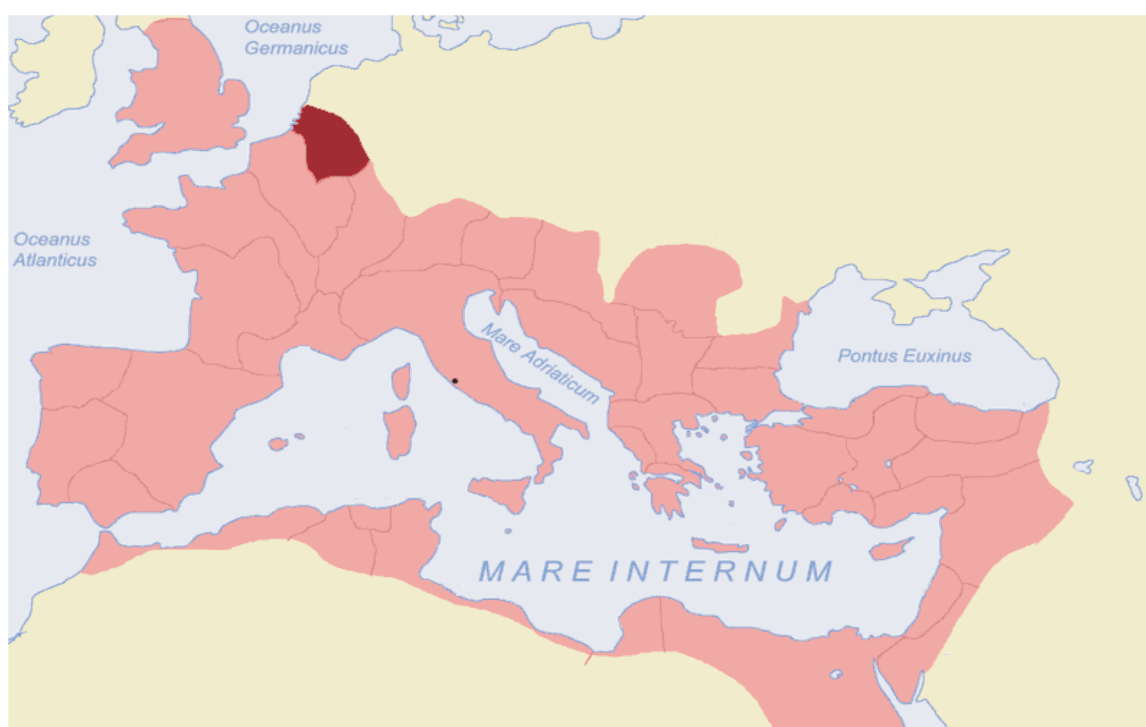 Oceanus
Germanicus
Oceanus
Atlanticus
Mare Adriaticum
Pontus Euxinus
MARE INTERNUM